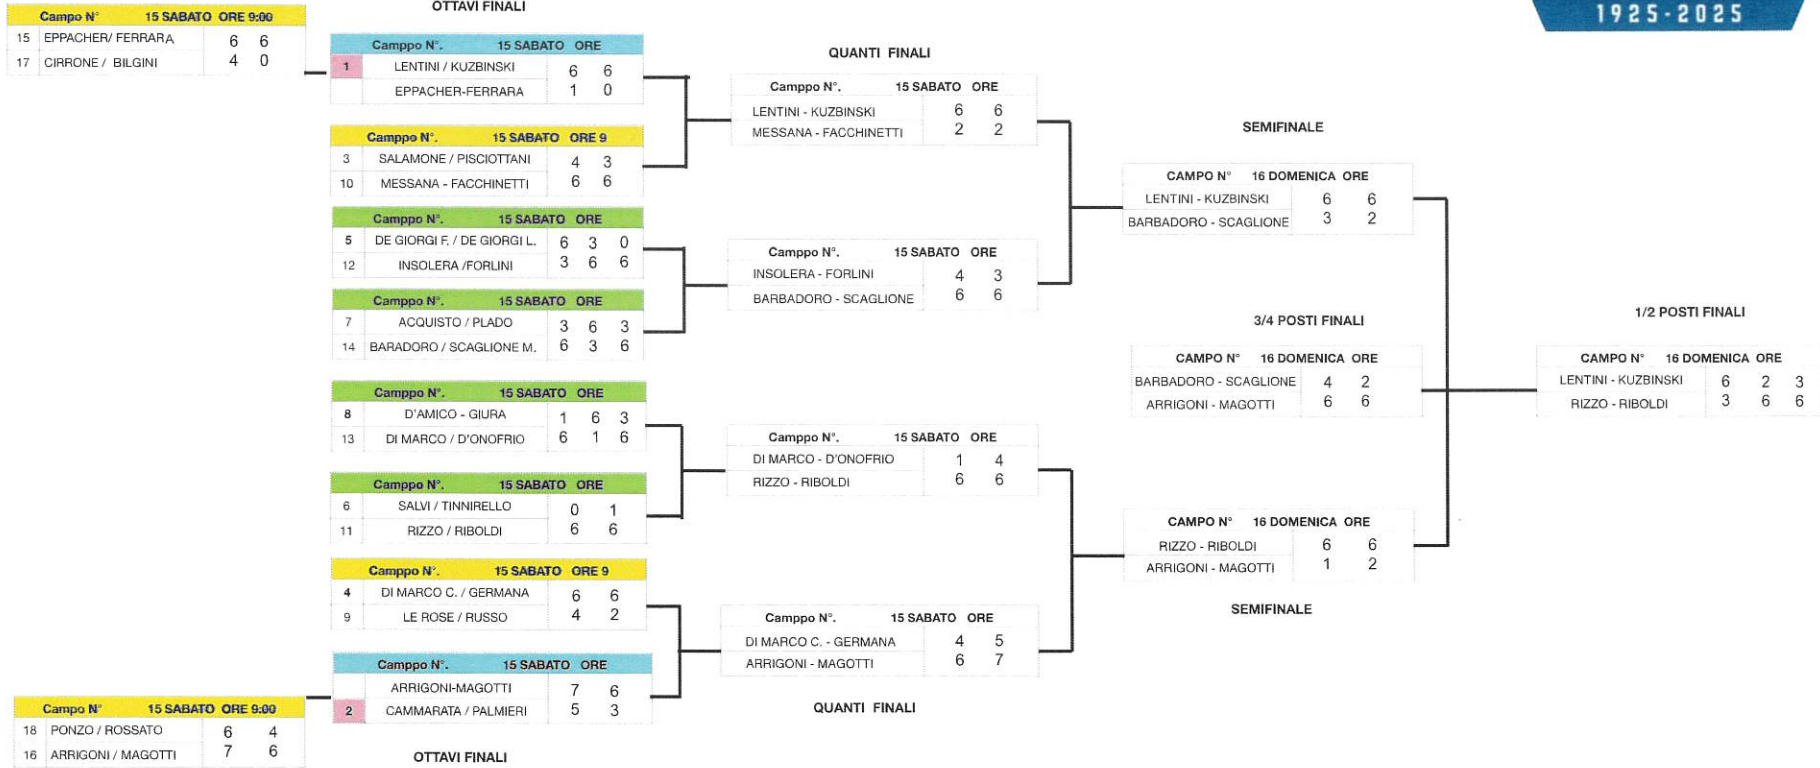 OTTAVI FINALI
1925-2025
Campo N° 15 SABATO ORE 9:00
15 EPPACHER/ FERRARA 6 6
17 CIRRONE / BILGINI 4 0
Camppo N°. 15 SABATO ORE
1 LENTINI / KUZBINSKI 6 6
EPPACHER-FERRARA 1 0
Camppo N°. 15 SABATO ORE 9
3 SALAMONE / PISCIOTTANI 4 3
10 MESSANA - FACCHINETTI 6 6
Camppo N°. 15 SABATO ORE
5 DE GIORGI F. / DE GIORGI L. 6 3 0
12 INSOLERA /FORLINI 3 6 6
Camppo N°. 15 SABATO ORE
7 ACQUISTO / PLADO 3 6 3
14 BARADORO / SCAGLIONE M. 6 3 6
Camppo N°. 15 SABATO ORE
8 D'AMICO - GIURA 1 6 3
13 DI MARCO / D'ONOFRIO 6 1 6
Camppo N°. 15 SABATO ORE
6 SALVI / TINNIRELLO 0 1
11 RIZZO / RIBOLDI 6 6
Camppo N°. 15 SABATO ORE 9
4 DI MARCO C. / GERMANA 6 6
9 LE ROSE / RUSSO 4 2
Camppo N°. 15 SABATO ORE
ARRIGONI-MAGOTTI 7 6
2 CAMMARATA / PALMIERI 5 3
Campo N° 15 SABATO ORE 9:00
18 PONZO / ROSSATO 6 4
16 ARRIGONI / MAGOTTI 7 6
OTTAVI FINALI
QUANTI FINALI
Camppo N°. 15 SABATO ORE
LENTINI - KUZBINSKI 6 6
MESSANA - FACCHINETTI 2 2
Camppo N°. 15 SABATO ORE
INSOLERA - FORLINI 4 3
BARBADORO - SCAGLIONE 6 6
Camppo N°. 15 SABATO ORE
DI MARCO - D'ONOFRIO 1 4
RIZZO - RIBOLDI 6 6
Camppo N°. 15 SABATO ORE
DI MARCO C. - GERMANA 4 5
ARRIGONI - MAGOTTI 6 7
QUANTI FINALI
SEMIFINALE
CAMPO N° 16 DOMENICA ORE
LENTINI - KUZBINSKI 6 6
BARBADORO - SCAGLIONE 3 2
3/4 POSTI FINALI
CAMPO N° 16 DOMENICA ORE
BARBADORO - SCAGLIONE 4 2
ARRIGONI - MAGOTTI 6 6
CAMPO N° 16 DOMENICA ORE
RIZZO - RIBOLDI 6 6
ARRIGONI - MAGOTTI 1 2
SEMIFINALE
1/2 POSTI FINALI
CAMPO N° 16 DOMENICA ORE
LENTINI - KUZBINSKI 6 2 3
RIZZO - RIBOLDI 3 6 6